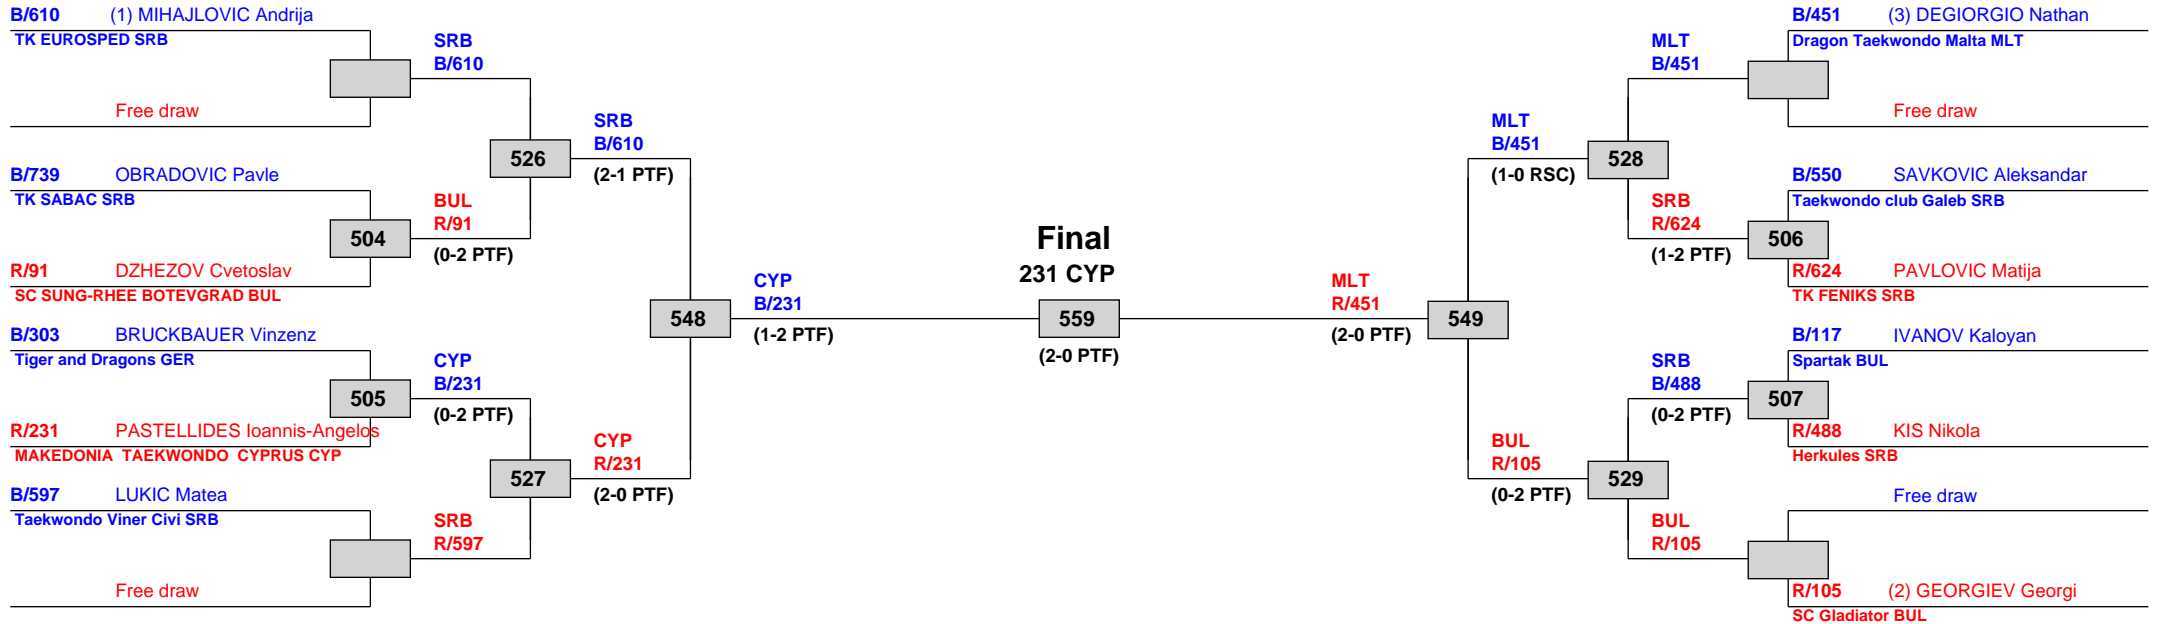 B/610 (1) MIHAJLOVIC Andrija
TK EUROSPED SRB
Free draw
B/739 OBRADOVIC Pavle
TK SABAC SRB
504
R/91 DZHEZOV Cvetoslav
SC SUNG-RHEE BOTEVGRAD BUL
B/303 BRUCKBAUER Vinzenz
Tiger and Dragons GER
505
R/231 PASTELLIDES Ioannis-Angelos
MAKEDONIA TAEKWONDO CYPRUS CYP
B/597 LUKIC Matea
Taekwondo Viner Civi SRB
Free draw
SRB
B/610
526
BUL
R/91
(0-2 PTF)
CYP
B/231
(0-2 PTF)
527
SRB
R/597
SRB
B/610
(2-1 PTF)
548
CYP
R/231
(2-0 PTF)
CYP
B/231
(1-2 PTF)
Final
231 CYP
559
(2-0 PTF)
MLT
R/451
(2-0 PTF)
549
MLT
B/451
(1-0 RSC)
BUL
R/105
(0-2 PTF)
MLT
B/451
528
SRB
R/624
(1-2 PTF)
SRB
B/488
(0-2 PTF)
529
BUL
R/105
B/451 (3) DEGIORGIO Nathan
Dragon Taekwondo Malta MLT
Free draw
B/550 SAVKOVIC Aleksandar
Taekwondo club Galeb SRB
506
R/624 PAVLOVIC Matija
TK FENIKS SRB
B/117 IVANOV Kaloyan
Spartak BUL
507
R/488 KIS Nikola
Herkules SRB
Free draw
R/105 (2) GEORGIEV Georgi
SC Gladiator BUL